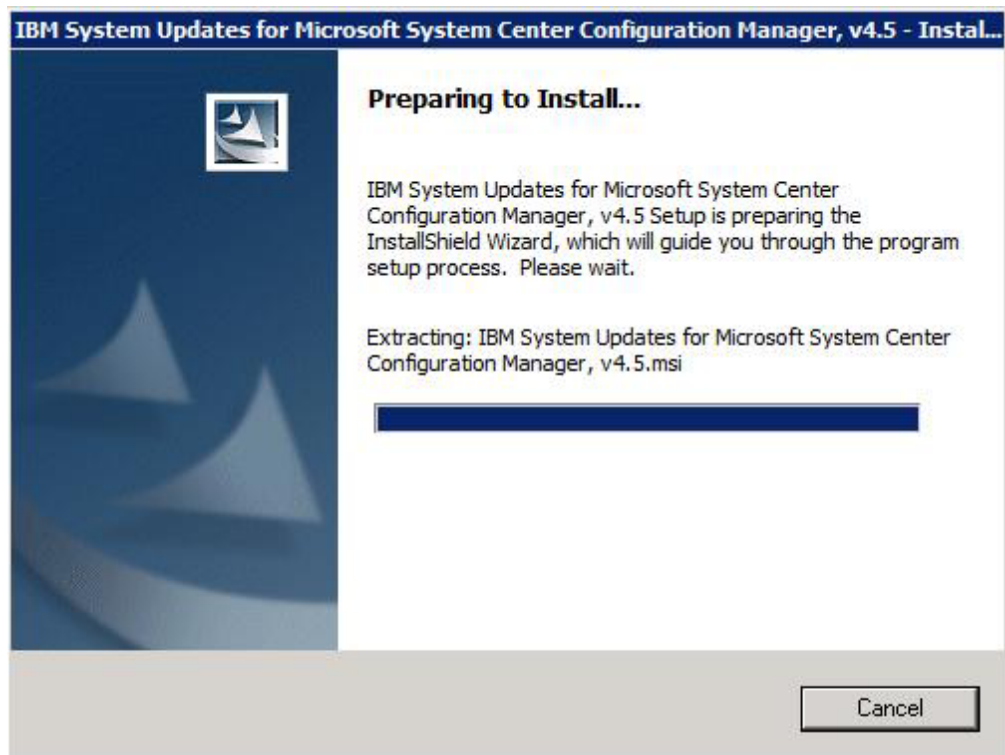 IBM System Updates for Microsoft System Center Configuration Manager, v4.5 - Instal...
Preparing to Install...
IBM System Updates for Microsoft System Center
Configuration Manager, v4.5 Setup is preparing the
InstallShield Wizard, which will guide you through the program
setup process.  Please wait.
Extracting: IBM System Updates for Microsoft System Center
Configuration Manager, v4.5.msi
Cancel